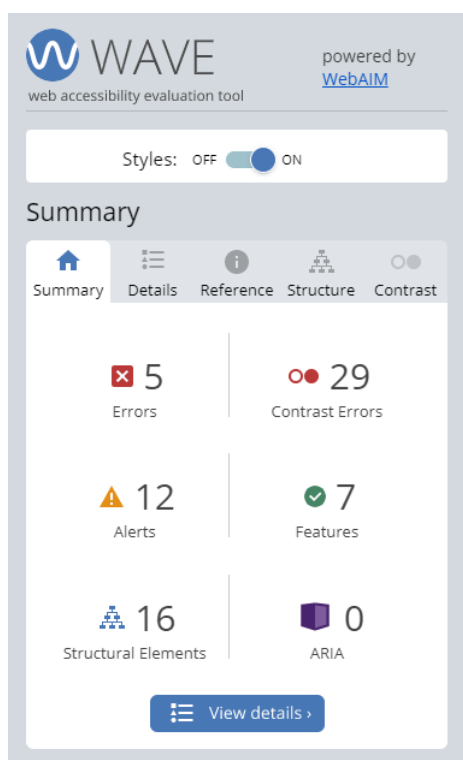 WAVE
web accessibility evaluation tool
powered by
WebAIM
Styles: OFF ON
Summary
Summary Details Reference Structure Contrast
5
Errors
29
Contrast Errors
12
Alerts
7
Features
16
Structural Elements
0
ARIA
View details ›